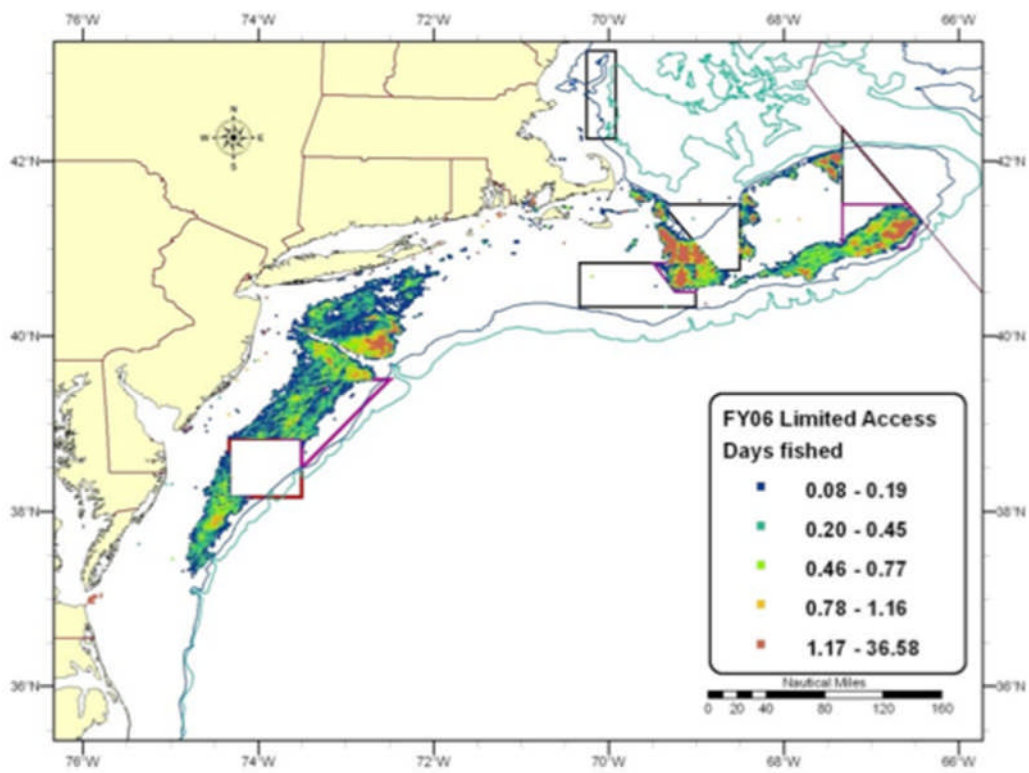 76°W 74°W 72°W 70°W 68°W 66°W
N
W E
S
42°N 42°N
40°N 40°N
FY06 Limited Access
Days fished
0.08 - 0.19
0.20 - 0.45
38°N 38°N
0.46 - 0.77
0.78 - 1.16
1.17 - 36.58
36°N 36°N
Nautical Miles
0 20 40 80 120 160
76°W 74°W 72°W 70°W 68°W 66°W